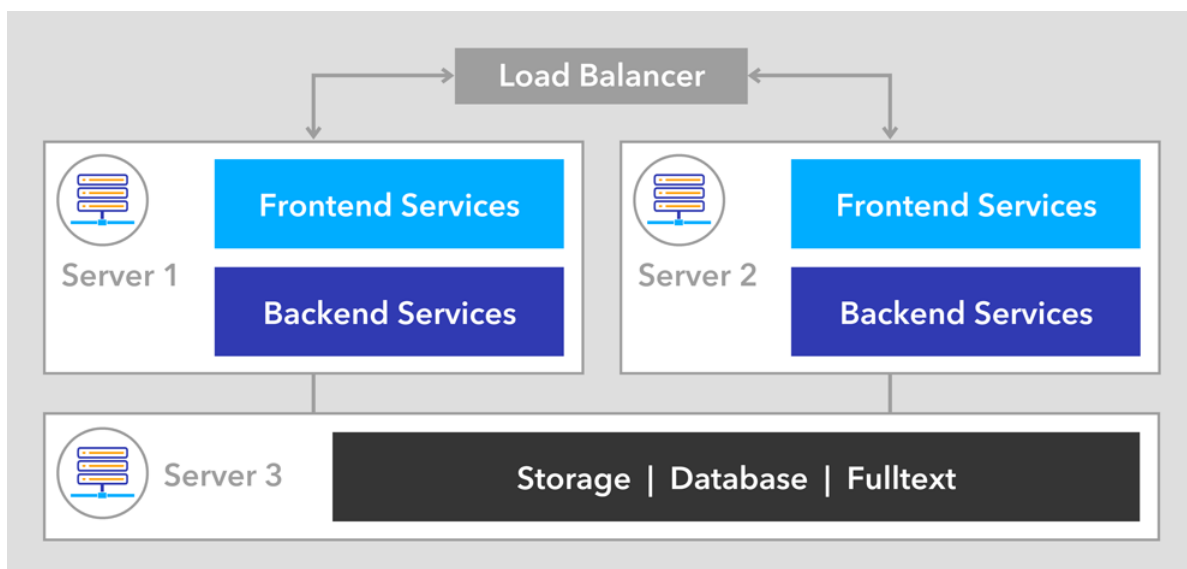 Load Balancer
Server 1
Frontend Services
Backend Services
Server 2
Frontend Services
Backend Services
Server 3
Storage | Database | Fulltext